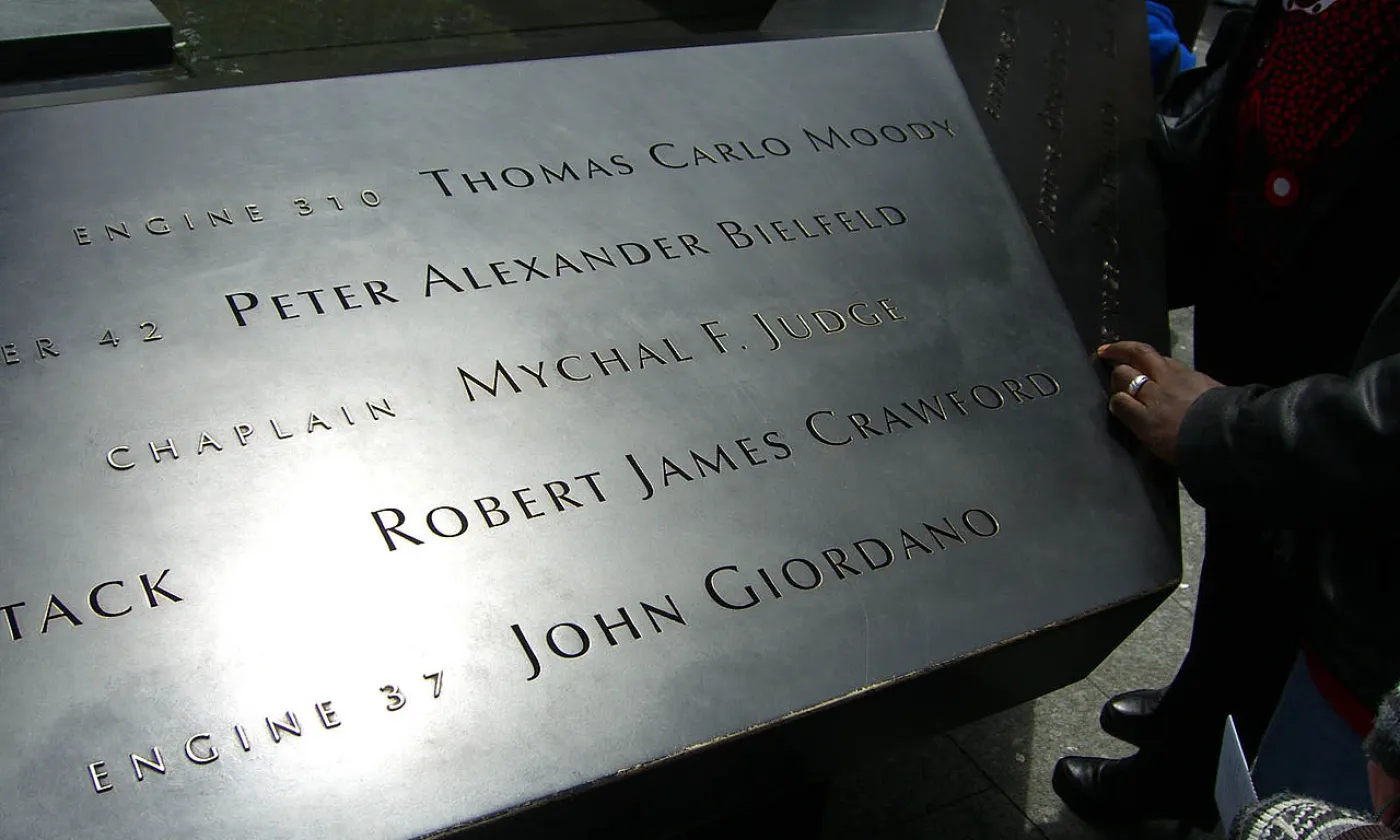 ENGINE 310 THOMAS CARLO MOODY
ER 42 PETER ALEXANDER BIELFELD
CHAPLAIN MYCHAL F. JUDGE
TACK ROBERT JAMES CRAWFORD
ENGINE 37 JOHN GIORDANO